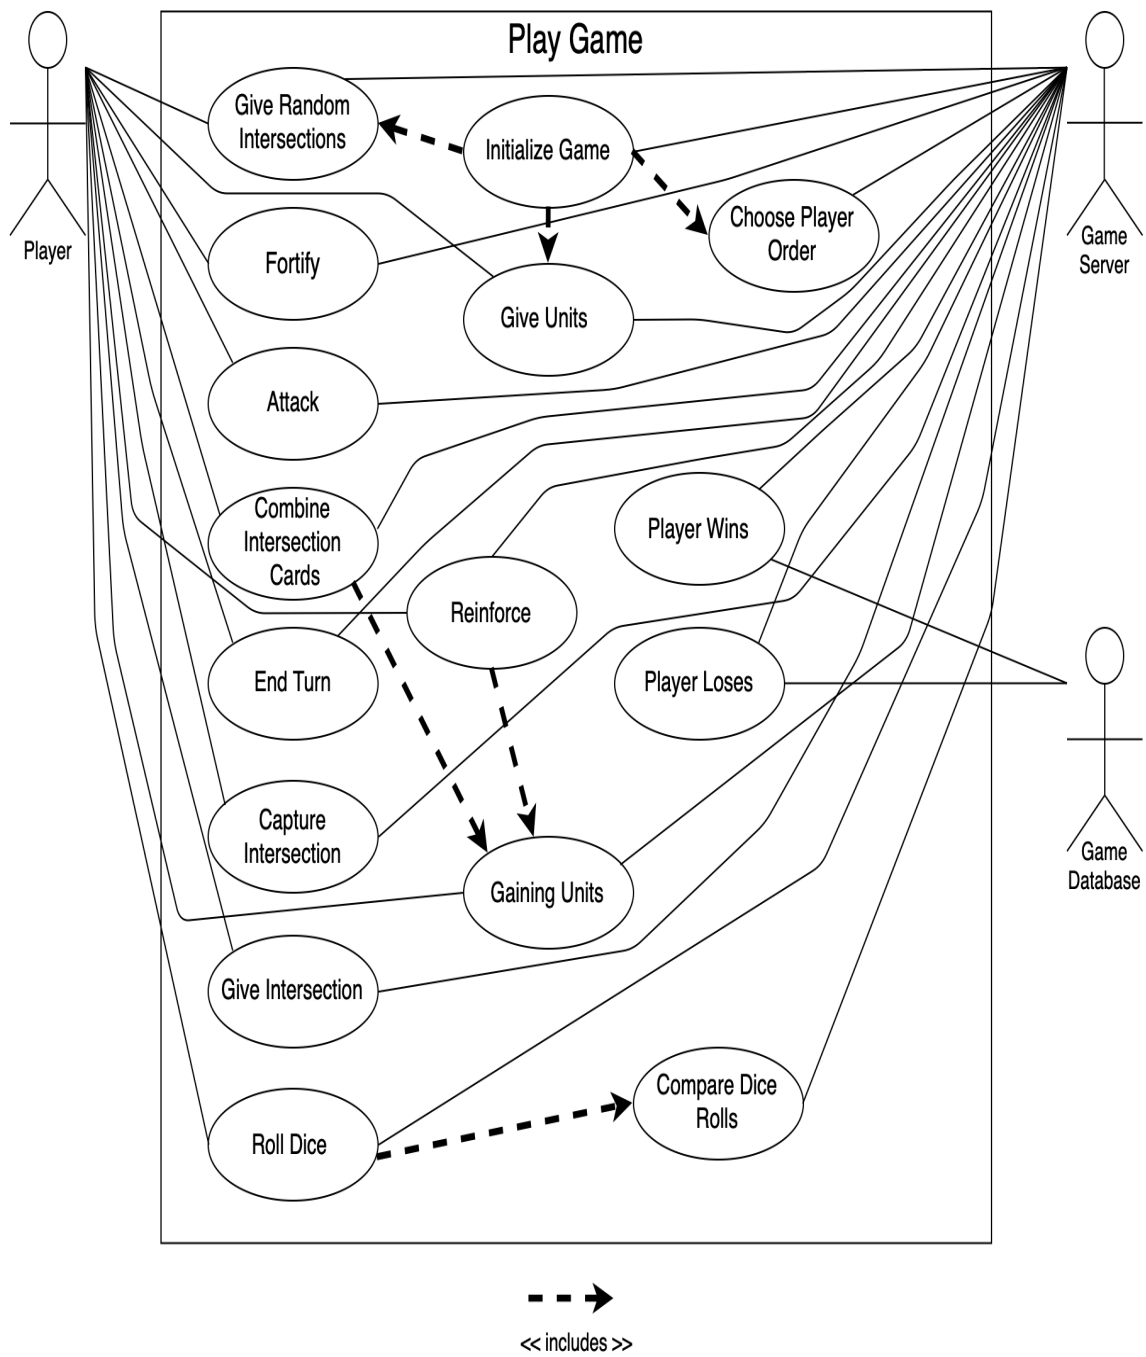 Play Game
Give Random
Intersections
Initialize Game
Choose Player
Order
Player
Game
Server
Fortify
Give Units
Attack
Combine
Intersection
Cards
Player Wins
Reinforce
End Turn
Player Loses
Capture
Intersection
Game
Database
Gaining Units
Give Intersection
Compare Dice
Rolls
Roll Dice
<< includes >>